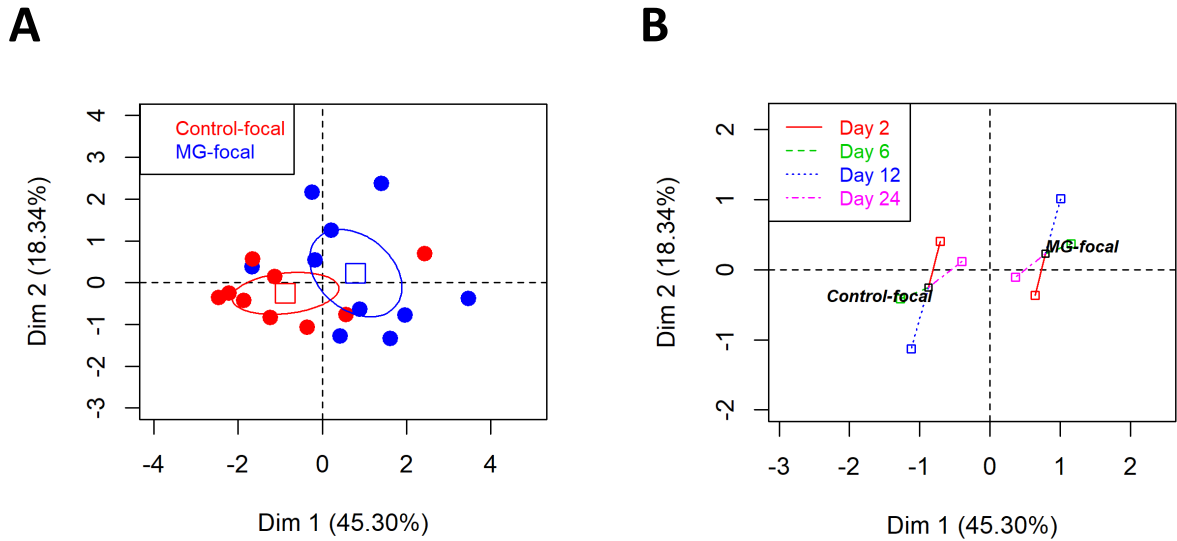 A
Control-focal
MG-focal
4
3
2
1
0
-1
-2
-3
Dim 2 (18.34%)
-4 -2 0 2 4
Dim 1 (45.30%)
B
Day 2
Day 6
Day 12
Day 24
2
1
0
-1
-2
Dim 2 (18.34%)
MG-focal
Control-focal
-3 -2 -1 0 1 2
Dim 1 (45.30%)